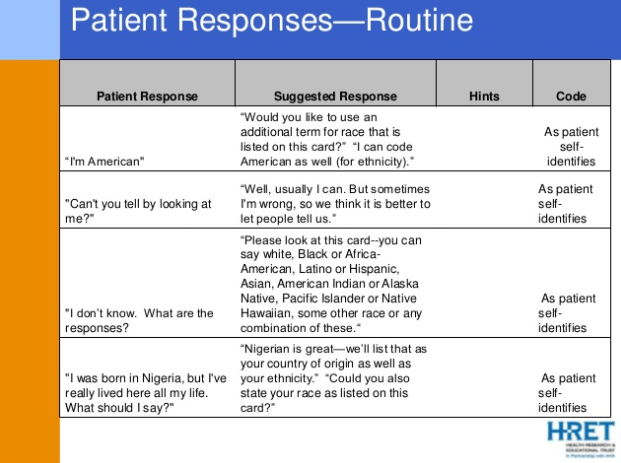 Patient Responses—Routine
Patient Response Suggested Response Hints Code
“I'm American" “Would you like to use an
additional term for race that is
listed on this card?” “I can code
American as well (for ethnicity).”
As patient
self-
identifies
"Can't you tell by looking at
me?"
“Well, usually I can. But sometimes
I'm wrong, so we think it is better to
let people tell us.”
As patient
self-
identifies
"I don’t know. What are the
responses?
“Please look at this card--you can
say white, Black or Africa-
American, Latino or Hispanic,
Asian, American Indian or Alaska
Native, Pacific Islander or Native
Hawaiian, some other race or any
combination of these.“
As patient
self-
identifies
"I was born in Nigeria, but I've
really lived here all my life.
What should I say?"
“Nigerian is great—we’ll list that as
your country of origin as well as
your ethnicity.” “Could you also
state your race as listed on this
card?”
As patient
self-
identifies
HRET
HEALTH RESEARCH &
EDUCATIONAL TRUST